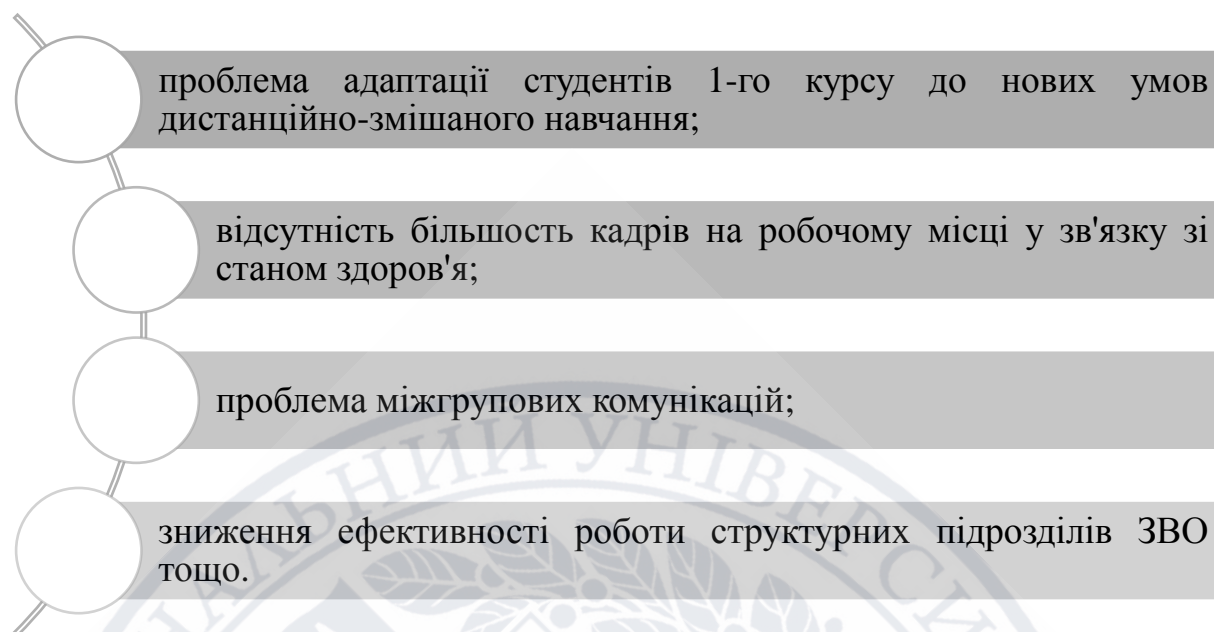 проблема адаптації студентів 1-го курсу до нових умов
дистанційно-змішаного навчання;
відсутність більшость кадрів на робочому місці у зв'язку зі
станом здоров'я;
проблема міжгрупових комунікацій;
зниження ефективності роботи структурних підрозділів ЗВО
тощо.